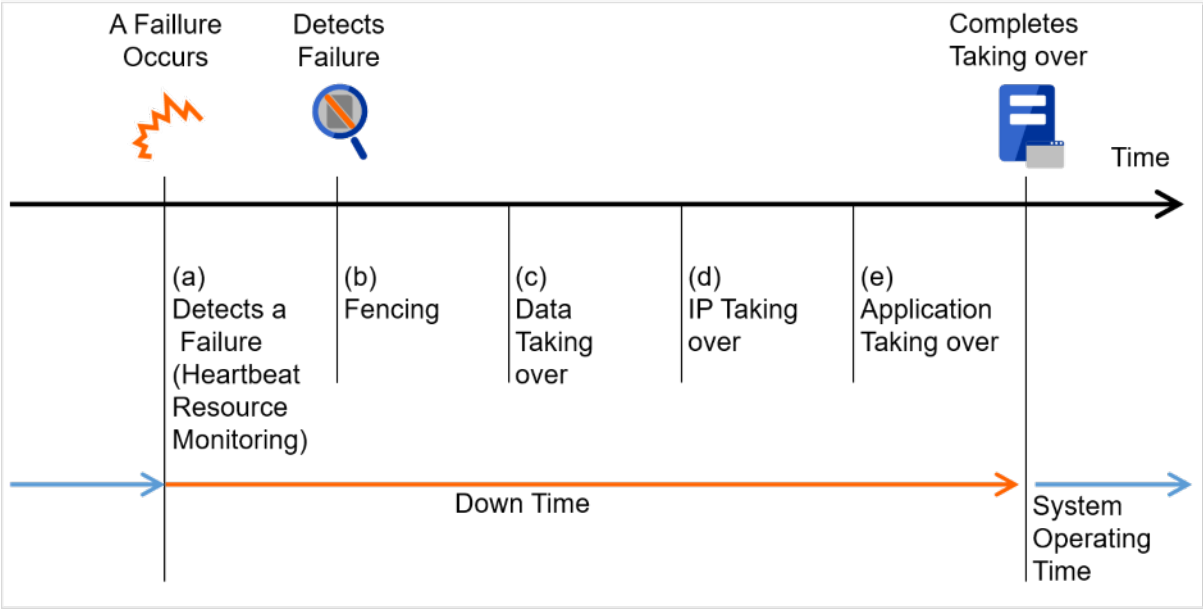 A Faillure
Occurs
Detects
Failure
Completes
Taking over
Time
(a)
Detects a
Failure
(Heartbeat
Resource
Monitoring)
(b)
Fencing
(c)
Data
Taking
over
(d)
IP Taking
over
(e)
Application
Taking over
Down Time
System
Operating
Time